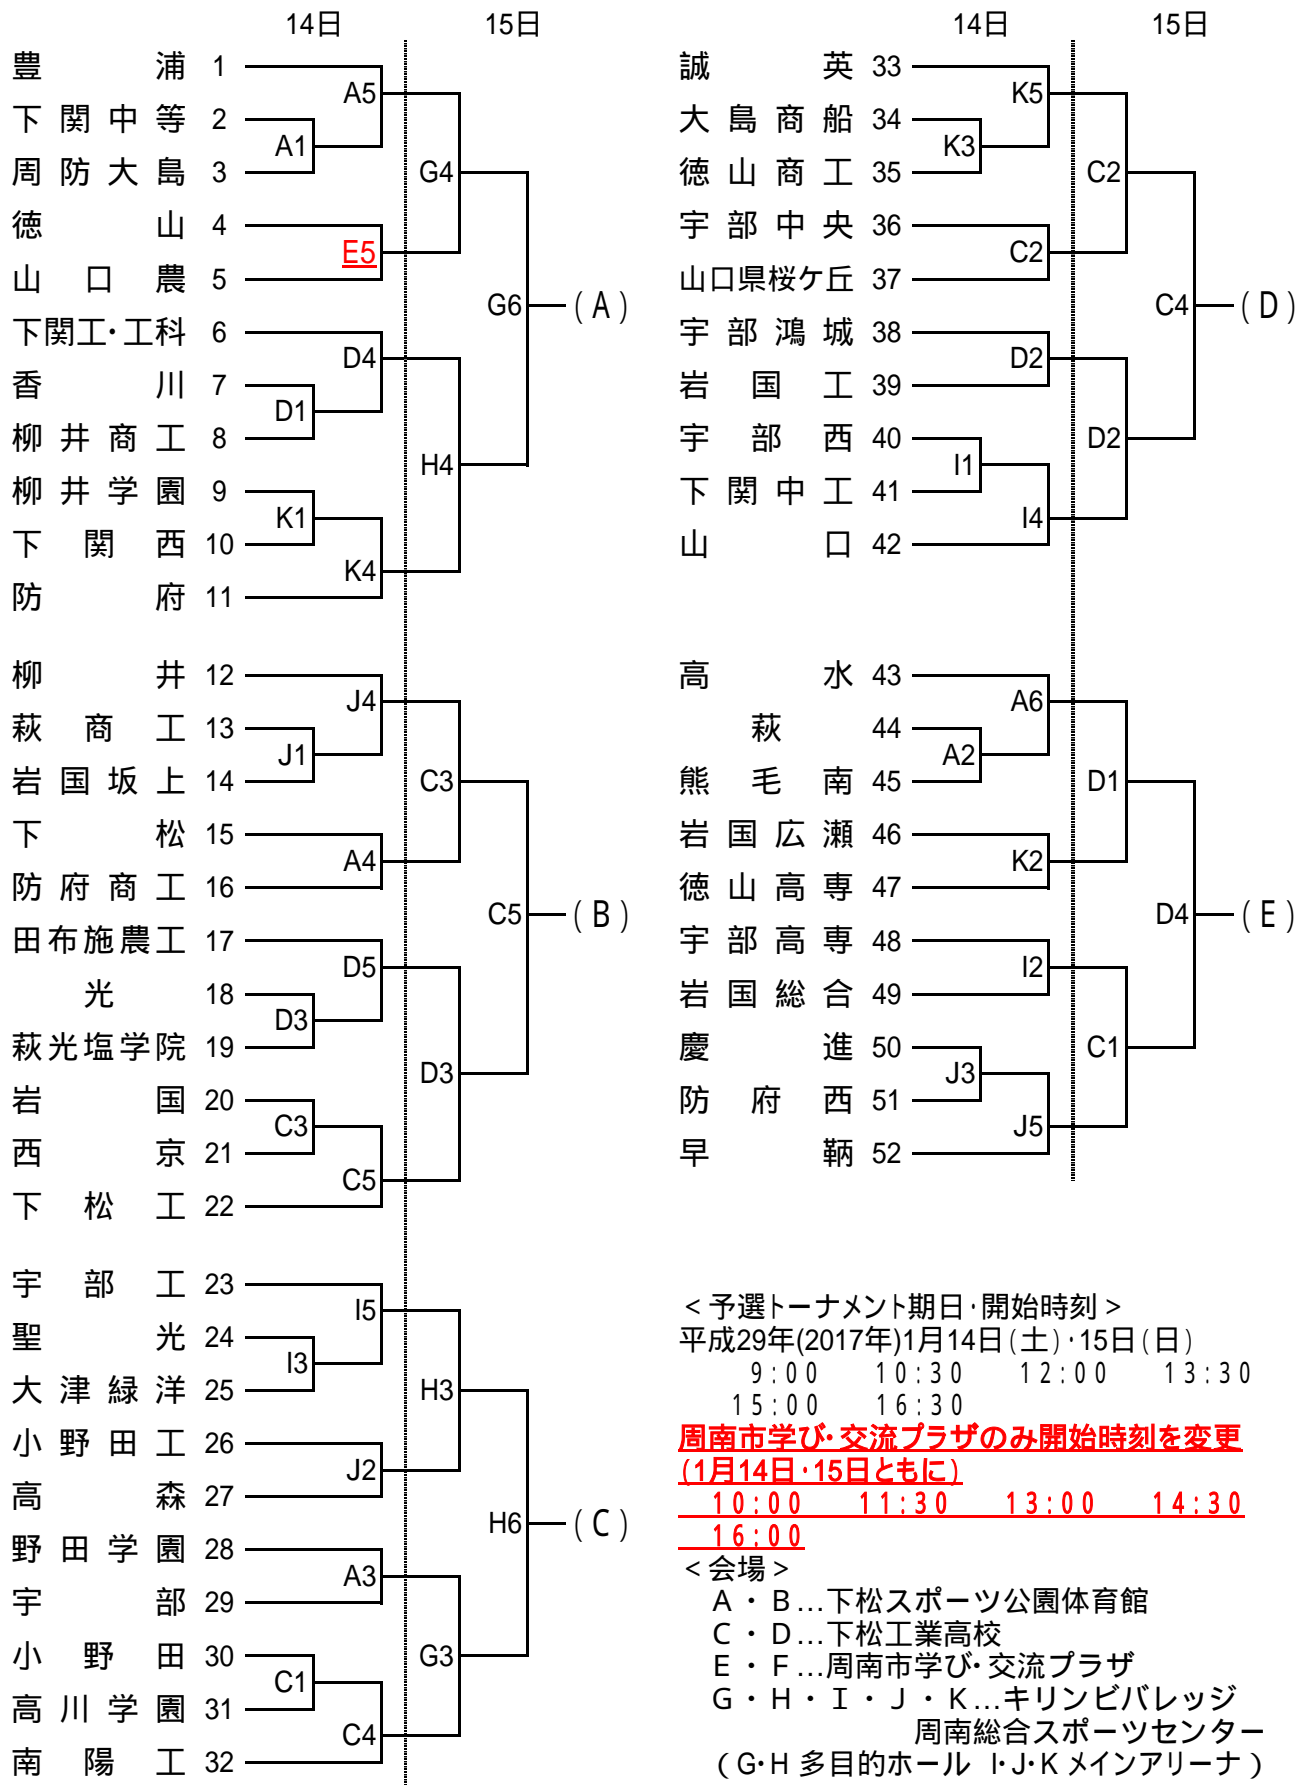 14日 15日
豊浦 1
下関中等 2
周防大島 3
徳山 4
山口農 5
下関工・工科 6
香川 7
柳井商工 8
柳井学園 9
下関西 10
防府 11
A5
A1
E5
D4
D1
K1
K4
G4
H4
G6
(A)
柳井 12
萩商工 13
岩国坂上 14
下松 15
防府商工 16
田布施農工 17
光 18
萩光塩学院 19
岩国 20
西京 21
下松工 22
J4
J1
A4
D5
D3
C3
C5
C3
D3
C5
(B)
宇部工 23
聖光 24
大津緑洋 25
小野田工 26
高森 27
野田学園 28
宇部 29
小野田 30
高川学園 31
南陽工 32
I5
I3
J2
A3
C1
C4
H3
G3
H6
(C)
14日 15日
誠英 33
大島商船 34
徳山商工 35
宇部中央 36
山口県桜ケ丘 37
宇部鴻城 38
岩国工 39
宇部西 40
下関中工 41
山口 42
K5
K3
C2
D2
I1
I4
C2
D2
C4
(D)
高水 43
萩 44
熊毛南 45
岩国広瀬 46
徳山高専 47
宇部高専 48
岩国総合 49
慶進 50
防府西 51
早鞆 52
A6
A2
K2
I2
J3
J5
D1
C1
D4
(E)
＜予選トーナメント期日・開始時刻＞
平成29年(2017年)1月14日(土)・15日(日)
9:00 10:30 12:00 13:30
15:00 16:30
周南市学び・交流プラザのみ開始時刻を変更
(1月14日・15日ともに)
10:00 11:30 13:00 14:30
16:00
＜会場＞
A・B…下松スポーツ公園体育館
C・D…下松工業高校
E・F…周南市学び・交流プラザ
G・H・I・J・K…キリンビバレッジ
周南総合スポーツセンター
(G・H 多目的ホール I・J・K メインアリーナ)